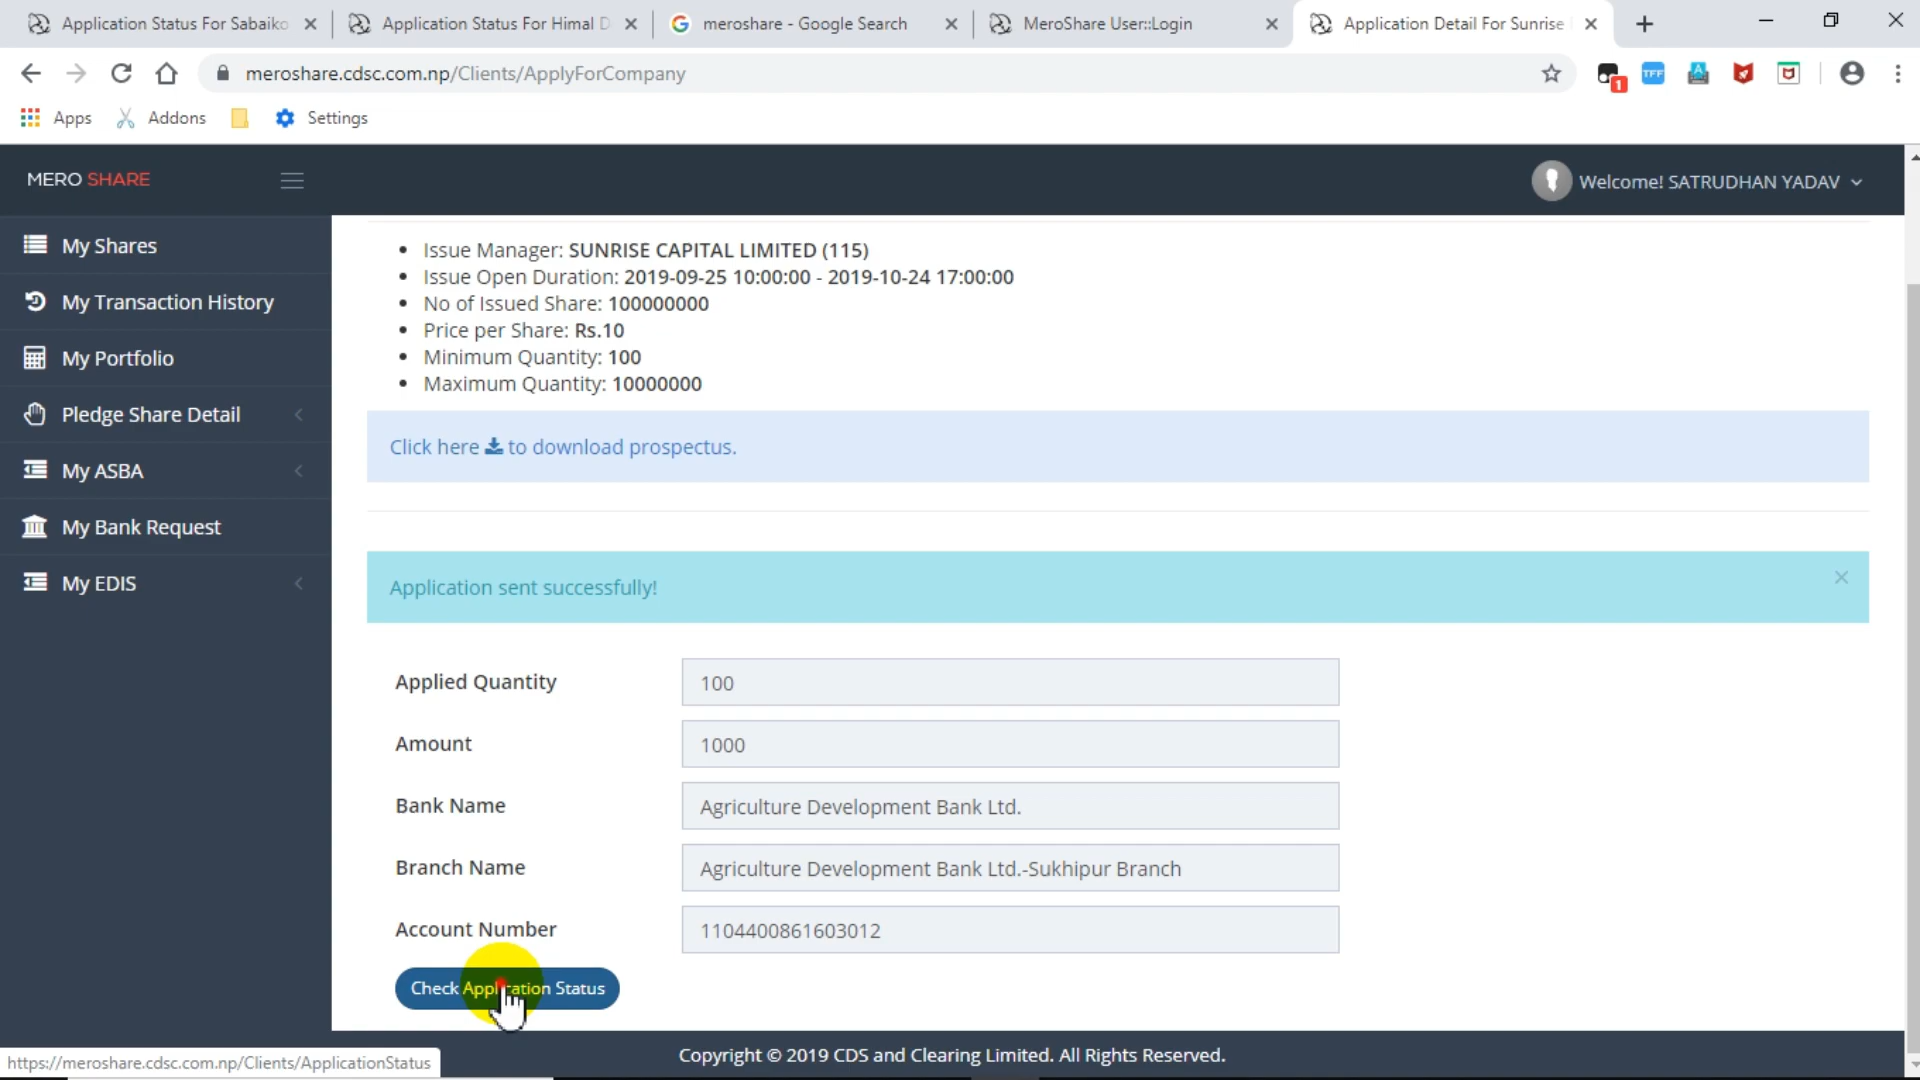 Application Status For Sabaiko
Application Status For Himal D
meroshare - Google Search
MeroShare User::Login
Application Detail For Sunrise
meroshare.cdsc.com.np/Clients/ApplyForCompany
1
TFF
Apps
Addons
Settings
MERO SHARE
Welcome! SATRUDHAN YADAV
My Shares
My Transaction History
My Portfolio
Pledge Share Detail
My ASBA
My Bank Request
My EDIS
• Issue Manager: SUNRISE CAPITAL LIMITED (115)
• Issue Open Duration: 2019-09-25 10:00:00 - 2019-10-24 17:00:00
• No of Issued Share: 100000000
• Price per Share: Rs.10
• Minimum Quantity: 100
• Maximum Quantity: 10000000
Click here to download prospectus.
Application sent successfully!
Applied Quantity 100
Amount 1000
Bank Name Agriculture Development Bank Ltd.
Branch Name Agriculture Development Bank Ltd.-Sukhipur Branch
Account Number 1104400861603012
Check Application Status
https://meroshare.cdsc.com.np/Clients/ApplicationStatus
Copyright © 2019 CDS and Clearing Limited. All Rights Reserved.